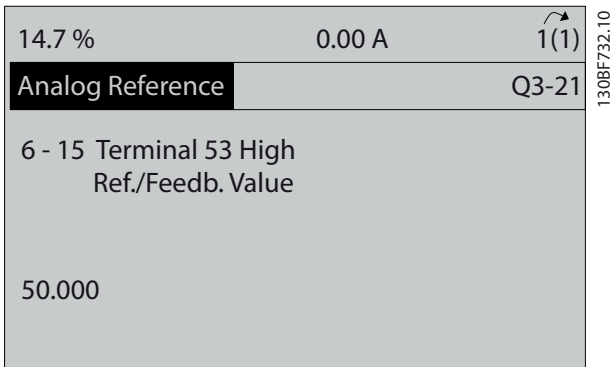 14.7 % 0.00 A 1(1)
Analog Reference Q3-21
6 - 15 Terminal 53 High
Ref./Feedb. Value
50.000
130BF732.10